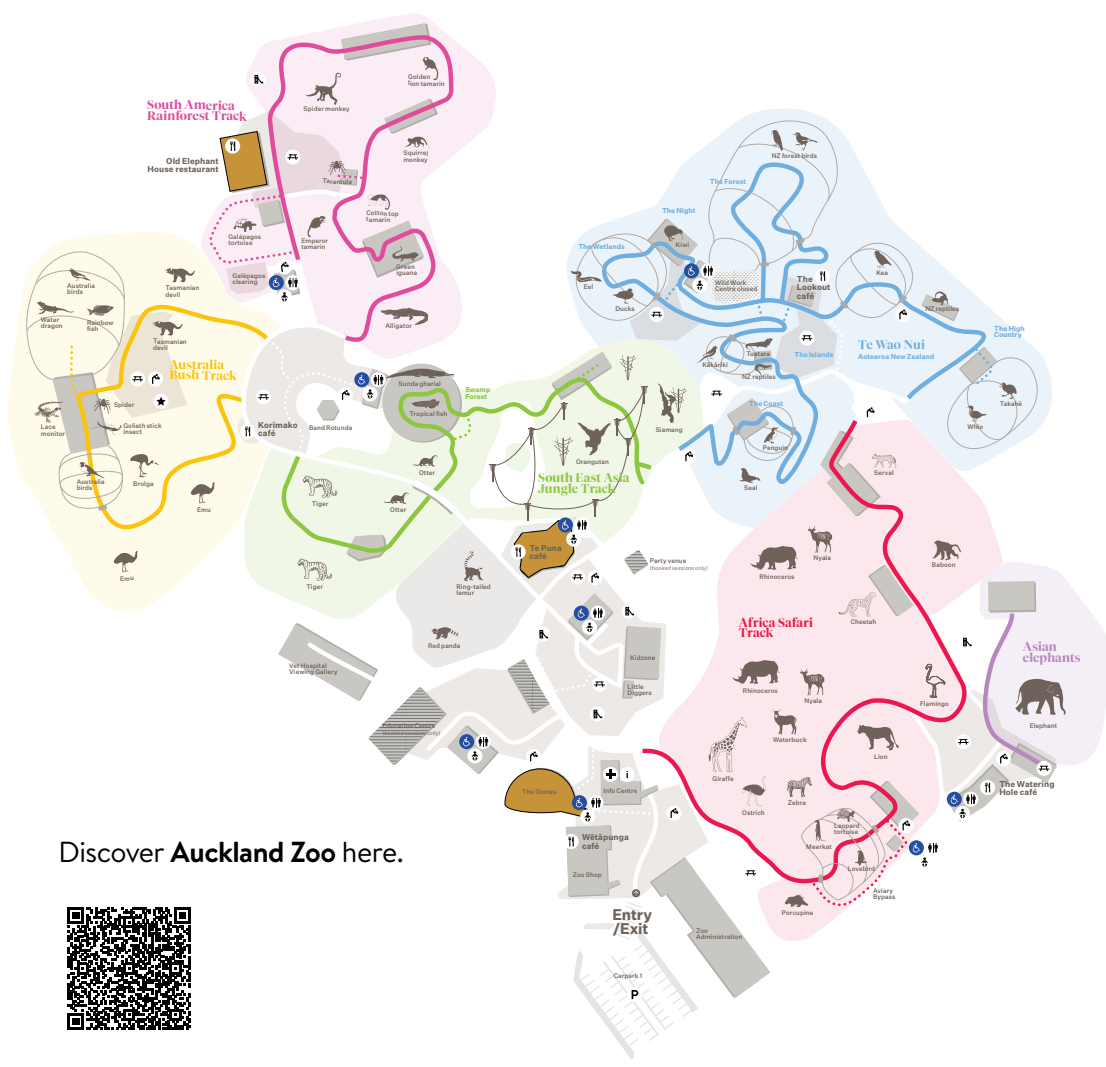 Golden
lion tamarin
Spider monkey
South America
Rainforest Track
Old Elephant
House restaurant
Squirrel
monkey
Tarantula
Cotton top
tamarin
Galápagos
tortoise
Emperor
tamarin
Green
iguana
Galápagos
clearing
Alligator
NZ forest birds
The Forest
The Night
Kiwi
The Wetlands
Eel
Ducks
Wild Work
Centre closed
The
Lookout
café
Kea
NZ reptiles
The High
Country
Te Wao Nui
Aotearoa New Zealand
The Islands
Tuatara
Kākāriki
NZ reptiles
Takahē
Whio
The Coast
Penguin
Seal
Australia
birds
Tasmanian
devil
Water
dragon
Rainbow
fish
Tasmanian
devil
Australia
Bush Track
Spider
Lace
monitor
Goliath stick
insect
Australia
birds
Brolga
Emu
Emu
Korimako
café
Band Rotunda
Sunda gharial
Tropical fish
Swamp
Forest
Siamang
Orangutan
South East Asia
Jungle Track
Otter
Otter
Tiger
Tiger
Te Puna
café
Party venue
(booked sessions only)
Ring-tailed
lemur
Red panda
Vet Hospital
Viewing Gallery
Kidzone
Little
Diggers
Education Centre
(booked sessions only)
Serval
Nyala
Rhinoceros
Baboon
Cheetah
Africa Safari
Track
Rhinoceros
Nyala
Flamingo
Waterbuck
Lion
Giraffe
Ostrich
Zebra
Leopard
tortoise
Meerkat
Lovebird
Aviary
Bypass
Porcupine
Asian
elephants
Elephant
The Watering
Hole café
The Domes
i
Info Centre
Wētāpunga
café
Zoo Shop
Entry
/Exit
Zoo
Administration
Carpark 1
P
Discover Auckland Zoo here.